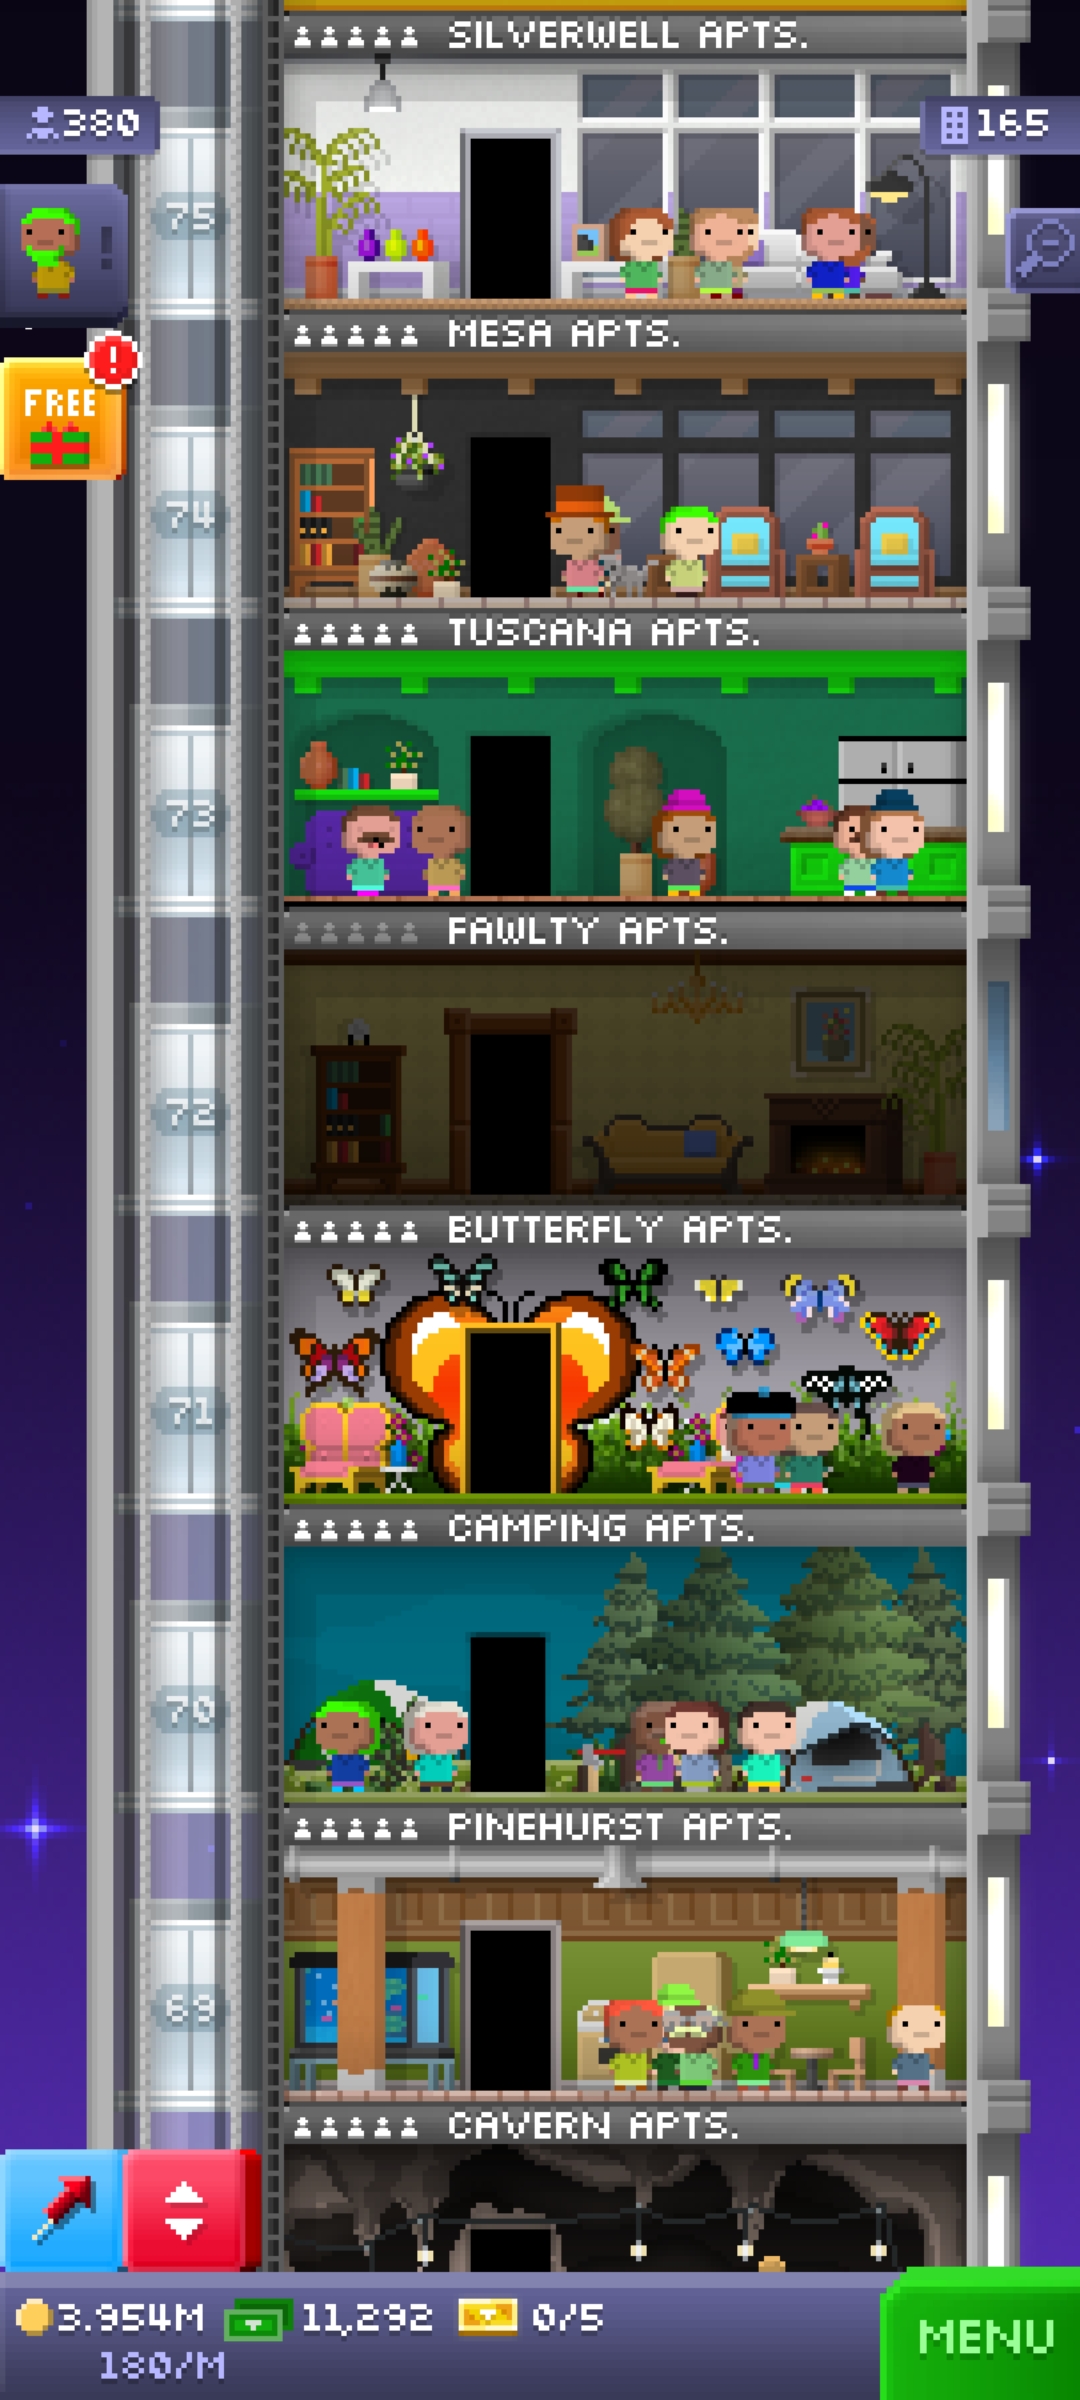 SILVERWELL APTS.
380
165
75
MESA APTS.
!
FREE
74
TUSCANA APTS.
73
FAWLTY APTS.
72
BUTTERFLY APTS.
71
CAMPING APTS.
70
PINEHURST APTS.
69
CAVERN APTS.
3.954M 11,292 0/5
180/M
MENU